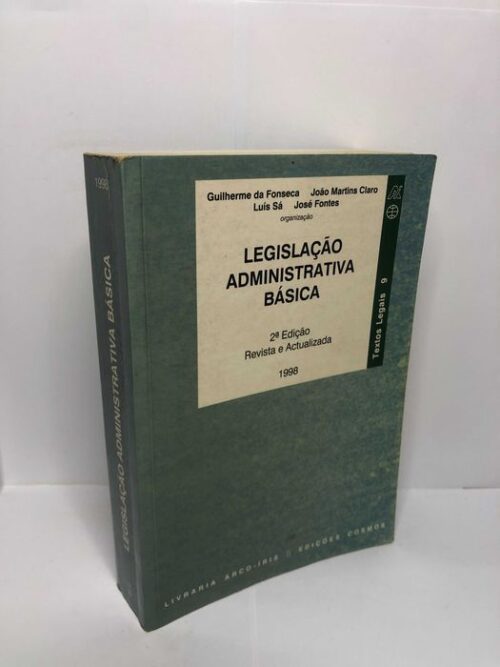 1998
LEGISLAÇÃO ADMINISTRATIVA BÁSICA
Guilherme da Fonseca João Martins Claro
Luís Sá José Fontes
organização
LEGISLAÇÃO
ADMINISTRATIVA
BÁSICA
2ª Edição
Revista e Actualizada
1998
Textos Legais 9
LIVRARIA ARCO-IRIS EDIÇÕES COSMOS